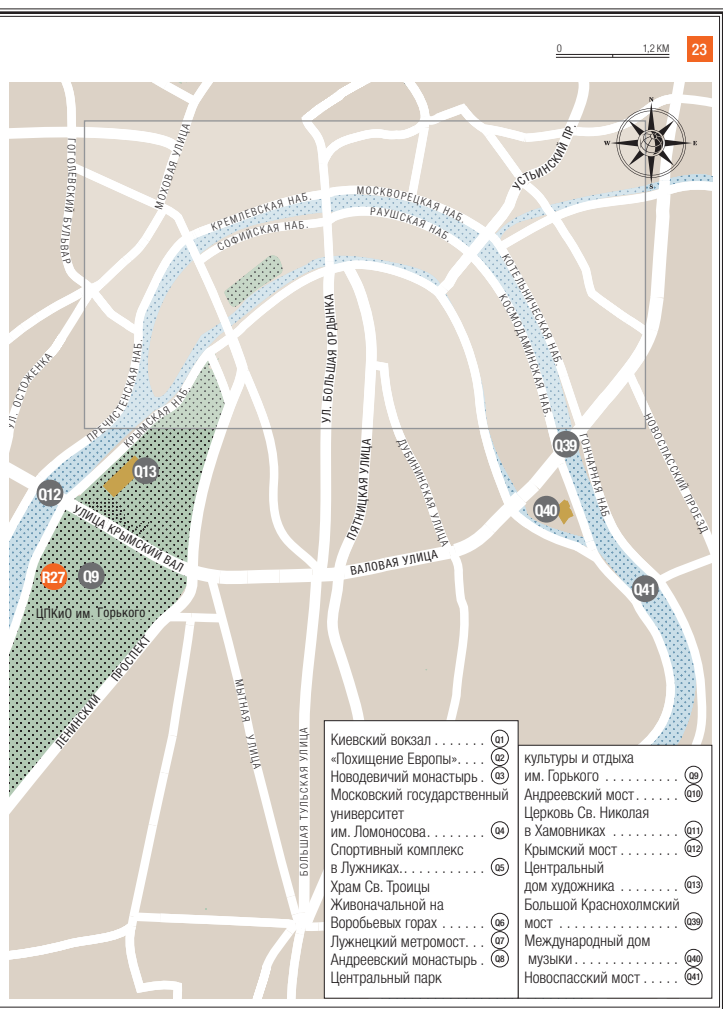 0 1,2 КМ 23
N
W E
S
ГОГОЛЕВСКИЙ БУЛЬВАР
МОХОВАЯ УЛИЦА
УСТЬИНСКИЙ ПР.
КРЕМЛЕВСКАЯ НАБ.
МОСКВОРЕЦКАЯ НАБ.
СОФИЙСКАЯ НАБ.
РАУШСКАЯ НАБ.
КОТЕЛЬНИЧЕСКАЯ НАБ.
КОСМОДАМИНСКАЯ НАБ.
УЛ. ОСТОЖЕНКА
ПРЕЧИСТЕНСКАЯ НАБ.
КРЫМСКАЯ НАБ.
УЛ. БОЛЬШАЯ ОРДЫНКА
ПЯТНИЦКАЯ УЛИЦА
ДУБИНИНСКАЯ УЛИЦА
ГОНЧАРНАЯ НАБ.
НОВОСПАССКИЙ ПРОЕЗД
Q39
Q13
Q12
Q40
УЛИЦА КРЫМСКИЙ ВАЛ
ВАЛОВАЯ УЛИЦА
R27 Q9
Q41
ЦПКиО им. Горького
ЛЕНИНСКИЙ ПРОСПЕКТ
МЫТНАЯ УЛИЦА
БОЛЬШАЯ ТУЛЬСКАЯ УЛИЦА
Киевский вокзал . . . . . . . Q1
«Похищение Европы». . . . Q2
Новодевичий монастырь . Q3
Московский государственный
университет
им. Ломоносова. . . . . . . . Q4
Спортивный комплекс
в Лужниках. . . . . . . . . . . . Q5
Храм Св. Троицы
Живоначальной на
Воробьевых горах . . . . . . Q6
Лужнецкий метромост. . . Q7
Андреевский монастырь . Q8
Центральный парк
культуры и отдыха
им. Горького . . . . . . . . . . Q9
Андреевский мост. . . . . . Q10
Церковь Св. Николая
в Хамовниках . . . . . . . . . Q11
Крымский мост . . . . . . . . Q12
Центральный
дом художника . . . . . . . . Q13
Большой Краснохолмский
мост . . . . . . . . . . . . . . . . Q39
Международный дом
музыки. . . . . . . . . . . . . . Q40
Новоспасский мост . . . . . Q41